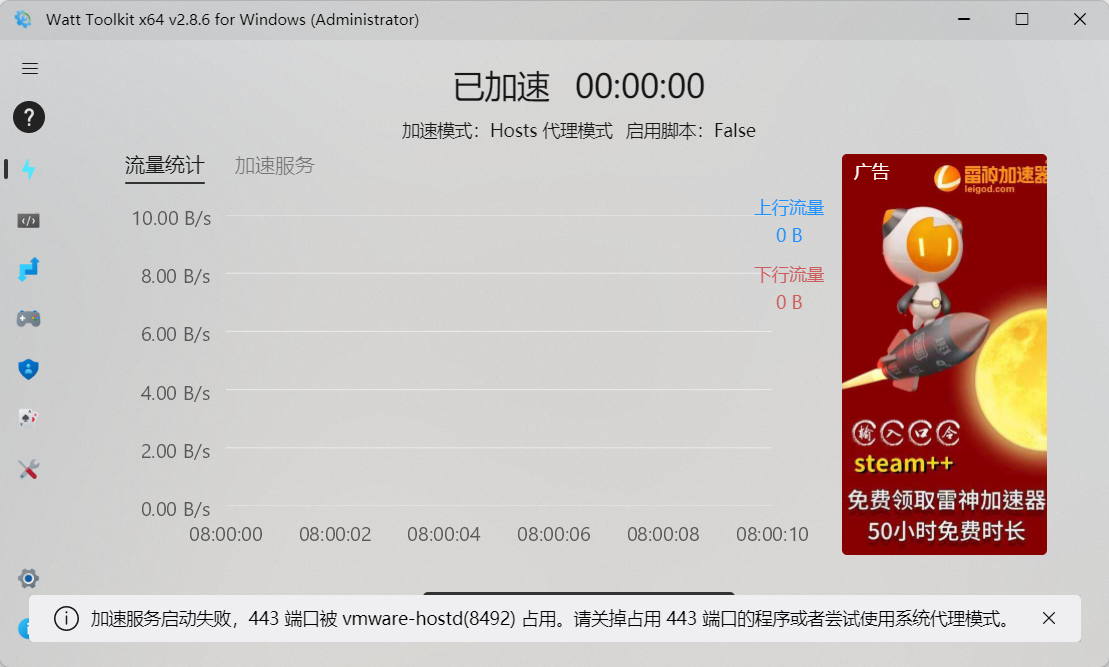 Watt Toolkit x64 v2.8.6 for Windows (Administrator)
已加速 00:00:00
加速模式：Hosts 代理模式 启用脚本：False
流量统计 加速服务
10.00 B/s
8.00 B/s
6.00 B/s
4.00 B/s
2.00 B/s
0.00 B/s
08:00:00 08:00:02 08:00:04 08:00:06 08:00:08 08:00:10
上行流量
0 B
下行流量
0 B
广告
雷神加速器
leigod.com
输入口令
steam++
免费领取雷神加速器
50小时免费时长
加速服务启动失败，443 端口被 vmware-hostd(8492) 占用。请关掉占用 443 端口的程序或者尝试使用系统代理模式。